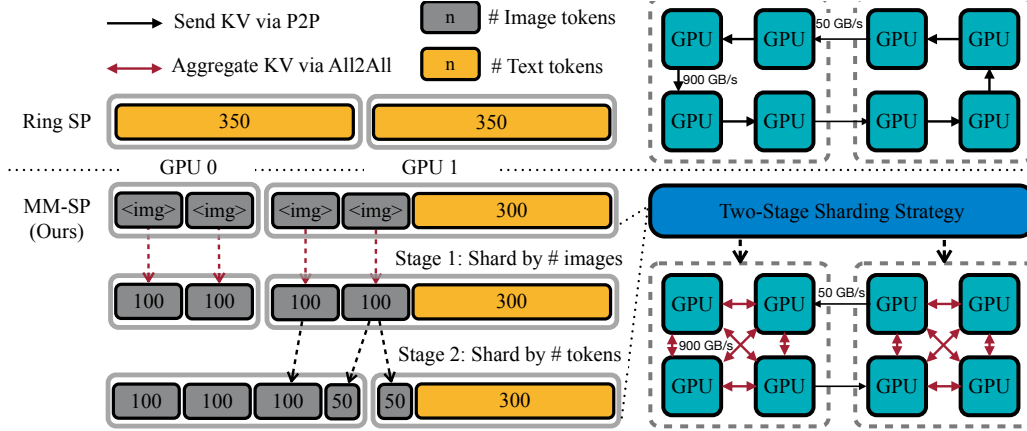 Send KV via P2P
n # Image tokens
Aggregate KV via All2All
n # Text tokens
Ring SP
350 350
GPU 0 GPU 1
MM-SP
(Ours)
<img> <img> <img> <img> 300
Stage 1: Shard by # images
100 100 100 100 300
Stage 2: Shard by # tokens
100 100 100 50 50 300
GPU GPU 50 GB/s GPU GPU
900 GB/s
GPU GPU GPU GPU
Two-Stage Sharding Strategy
GPU GPU 50 GB/s GPU GPU
900 GB/s
GPU GPU GPU GPU